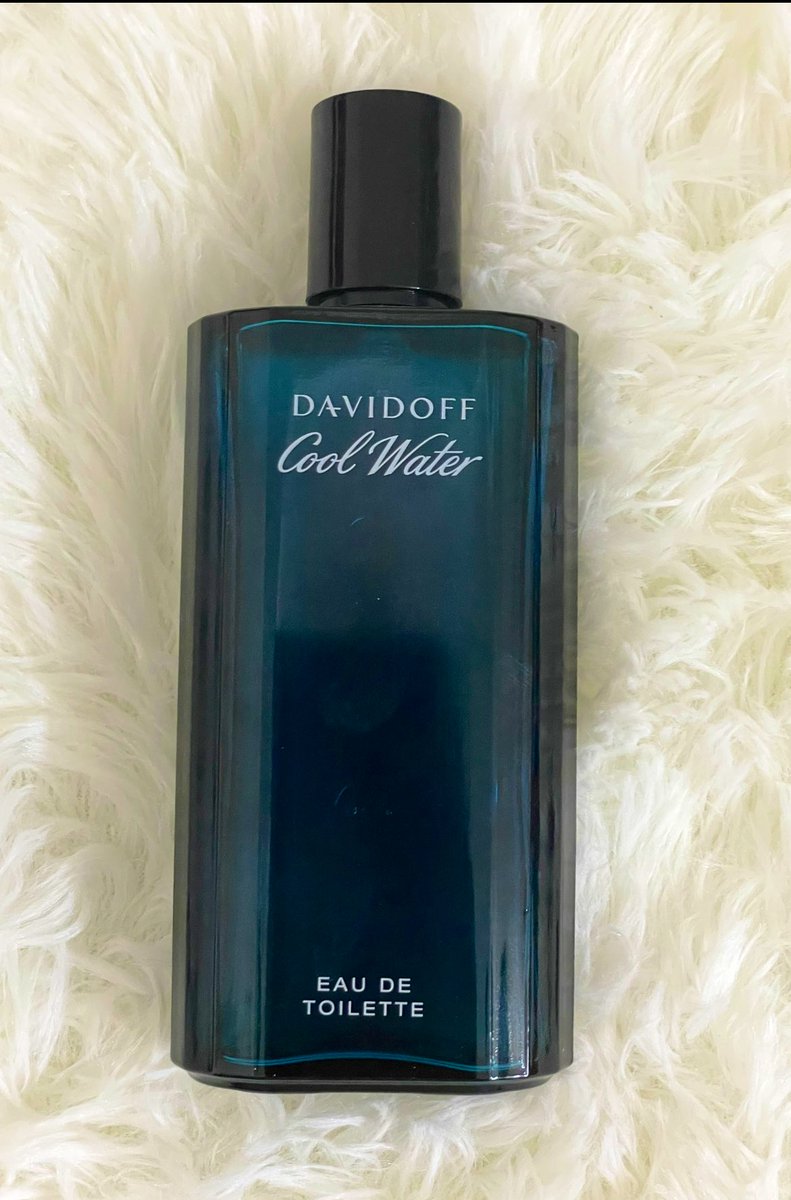 DAVIDOFF
Cool Water
EAU DE
TOILETTE